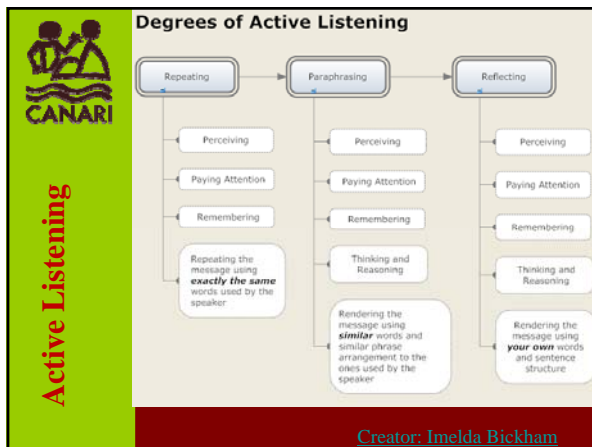 Degrees of Active Listening
CANARI
Active Listening
Repeating
Perceiving
Paying Attention
Remembering
Repeating the
message using
exactly the same
words used by the
speaker
Paraphrasing
Perceiving
Paying Attention
Remembering
Thinking and
Reasoning
Rendering the
message using
similar words and
similar phrase
arrangement to the
ones used by the
speaker
Reflecting
Perceiving
Paying Attention
Remembering
Thinking and
Reasoning
Rendering the
message using
your own words
and sentence
structure
Creator: Imelda Bickham